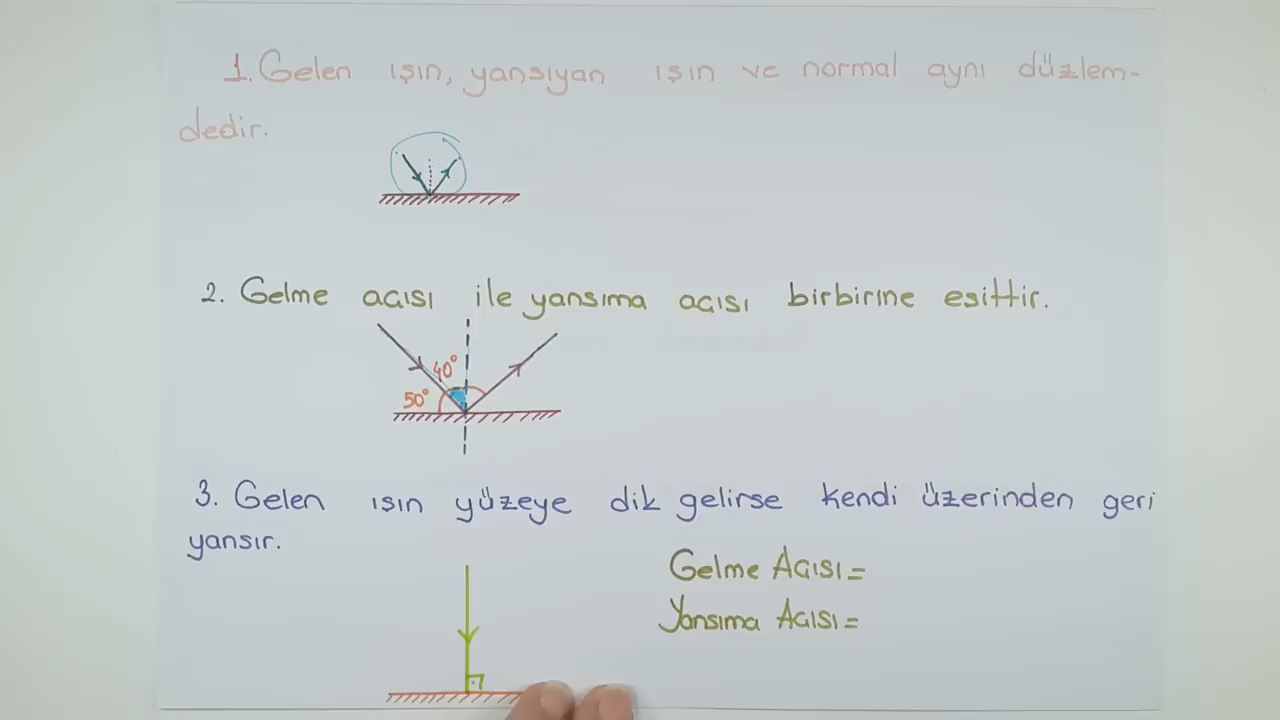 1. Gelen ışın, yansıyan ışın ve normal aynı düzlem-
dedir.
2. Gelme açısı ile yansıma açısı birbirine esittir.
40°
50°
3. Gelen ışın yüzeye dik gelirse kendi üzerinden geri
yansır.
Gelme Açısı =
Yansıma Açısı =